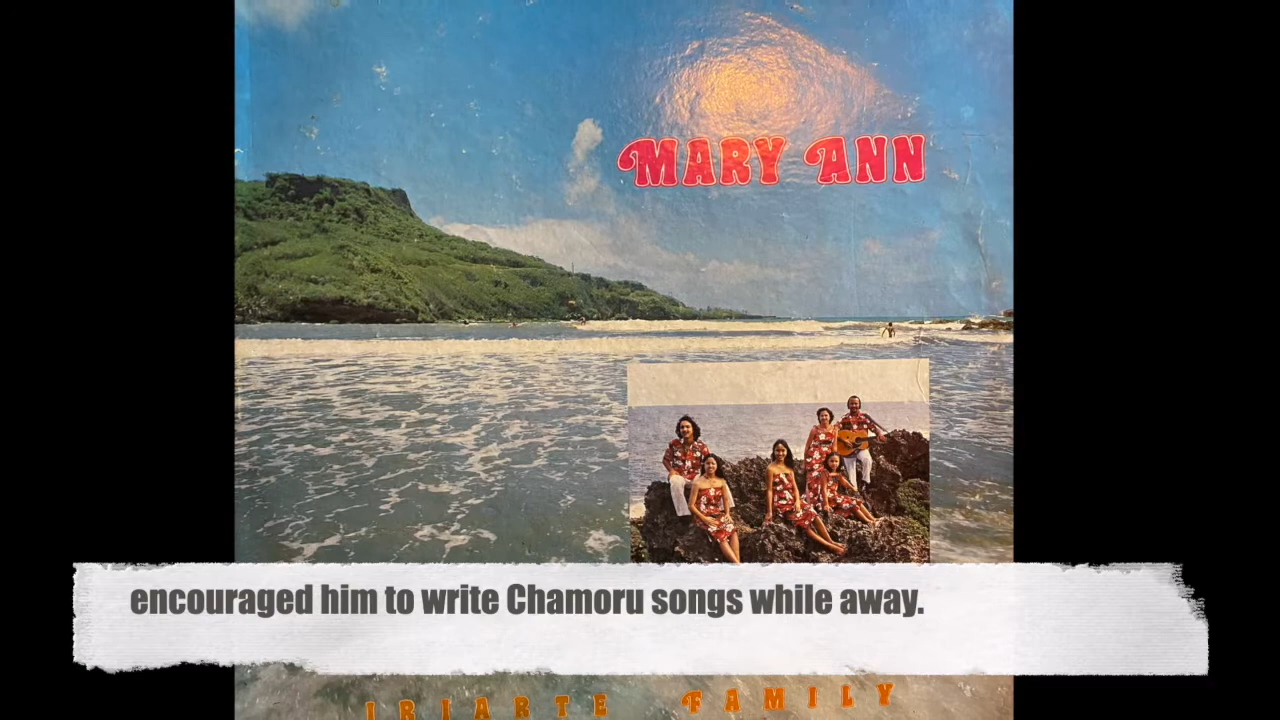 MARY ANN
encouraged him to write Chamoru songs while away.
IRIARTE FAMILY